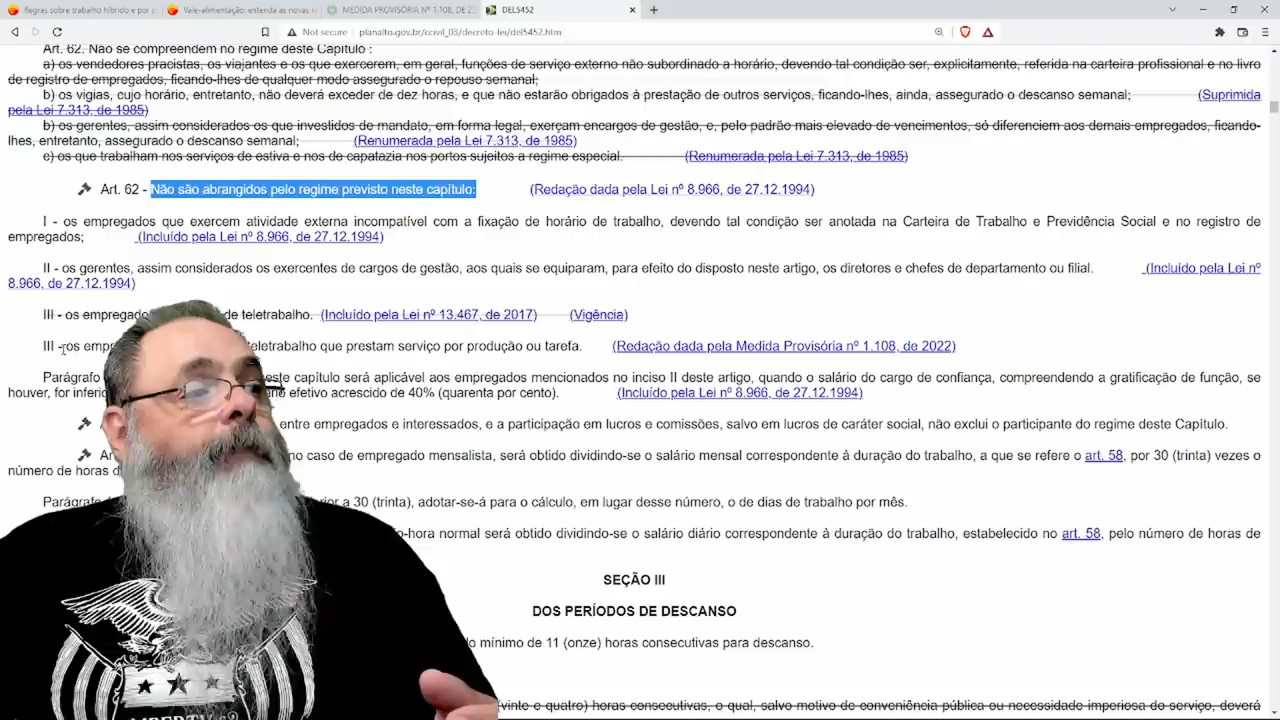 Regras sobre trabalho híbrido e por p
Vale-alimentação: entenda as novas r
MEDIDA PROVISÓRIA Nº 1.108, DE 25
DEL5452
Not secure | planalto.gov.br/ccivil_03/decreto-lei/del5452.htm
Art. 62. Não se compreendem no regime deste Capítulo :
a) os vendedores pracistas, os viajantes e os que exercerem, em geral, funções de serviço externo não subordinado a horário, devendo tal condição ser, explicitamente, referida na carteira profissional e no livro
de registro de empregados, ficando-lhes de qualquer modo assegurado o repouso semanal;
b) os vigias, cujo horário, entretanto, não deverá exceder de dez horas, e que não estarão obrigados à prestação de outros serviços, ficando-lhes, ainda, assegurado o descanso semanal; (Suprimida
pela Lei 7.313, de 1985)
b) os gerentes, assim considerados os que investidos de mandato, em forma legal, exerçam encargos de gestão, e, pelo padrão mais elevado de vencimentos, só diferenciem aos demais empregados, ficando-
lhes, entretanto, assegurado o descanso semanal; (Renumerada pela Lei 7.313, de 1985)
c) os que trabalham nos serviços de estiva e nos de capatazia nos portos sujeitos a regime especial. (Renumerada pela Lei 7.313, de 1985)
Art. 62 - Não são abrangidos pelo regime previsto neste capítulo: (Redação dada pela Lei nº 8.966, de 27.12.1994)
I - os empregados que exercem atividade externa incompatível com a fixação de horário de trabalho, devendo tal condição ser anotada na Carteira de Trabalho e Previdência Social e no registro de
empregados; (Incluído pela Lei nº 8.966, de 27.12.1994)
II - os gerentes, assim considerados os exercentes de cargos de gestão, aos quais se equiparam, para efeito do disposto neste artigo, os diretores e chefes de departamento ou filial. (Incluído pela Lei nº
8.966, de 27.12.1994)
III - os empregado de teletrabalho. (Incluído pela Lei nº 13.467, de 2017) (Vigência)
III - os emp teletrabalho que prestam serviço por produção ou tarefa. (Redação dada pela Medida Provisória nº 1.108, de 2022)
Parágrafo este capítulo será aplicável aos empregados mencionados no inciso II deste artigo, quando o salário do cargo de confiança, compreendendo a gratificação de função, se
houver, for inferio rio efetivo acrescido de 40% (quarenta por cento). (Incluído pela Lei nº 8.966, de 27.12.1994)
entre empregados e interessados, e a participação em lucros e comissões, salvo em lucros de caráter social, não exclui o participante do regime deste Capítulo.
Ar no caso de empregado mensalista, será obtido dividindo-se o salário mensal correspondente à duração do trabalho, a que se refere o art. 58, por 30 (trinta) vezes o
número de horas d
Parágrafo rior a 30 (trinta), adotar-se-á para o cálculo, em lugar desse número, o de dias de trabalho por mês.
o-hora normal será obtido dividindo-se o salário diário correspondente à duração do trabalho, estabelecido no art. 58, pelo número de horas de
SEÇÃO III
DOS PERÍODOS DE DESCANSO
do mínimo de 11 (onze) horas consecutivas para descanso.
(vinte e quatro) horas consecutivas, o qual, salvo motivo de conveniência pública ou necessidade imperiosa do serviço, deverá